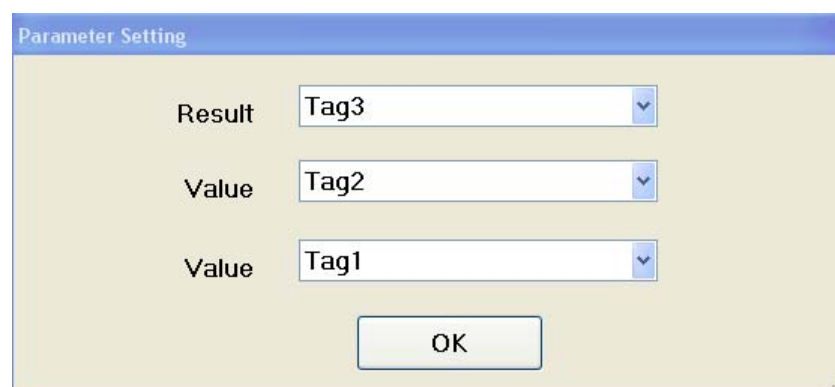 Parameter Setting
Result Tag3
Value Tag2
Value Tag1
OK